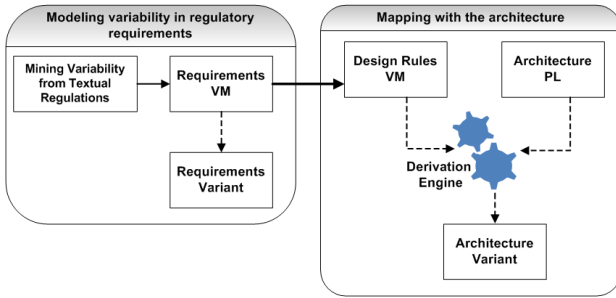 Modeling variability in regulatory
requirements
Mining Variability
from Textual
Regulations
Requirements
VM
Requirements
Variant
Mapping with the architecture
Design Rules
VM
Architecture
PL
Derivation
Engine
Architecture
Variant